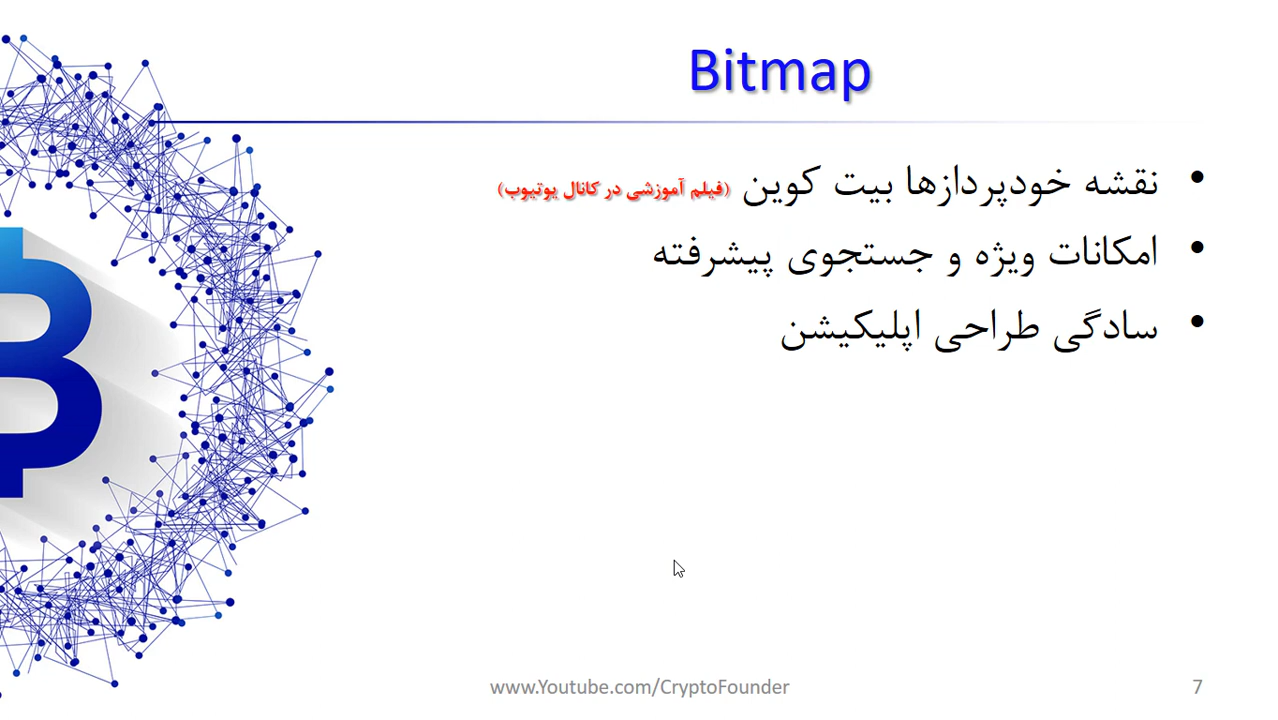 Bitmap
• نقشه خودپردازها بیت کوین (فیلم آموزشی در کانال یوتیوب)
• امکانات ویژه و جستجوی پیشرفته
• سادگی طراحی اپلیکیشن
www.Youtube.com/CryptoFounder
7